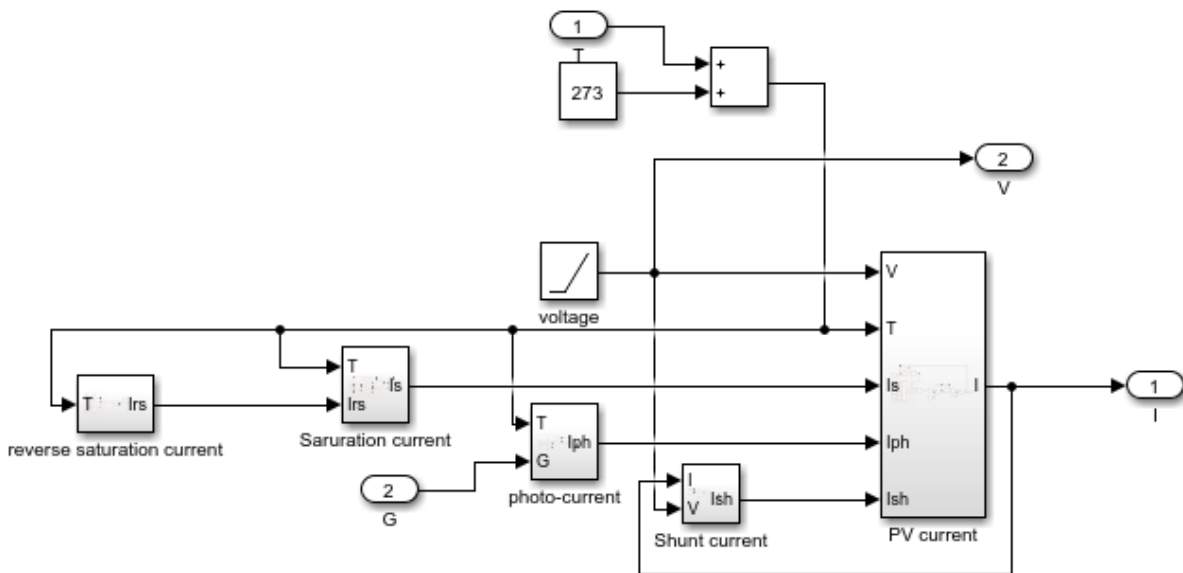 1
T
273
+
+
2
V
voltage
V
T
Is
Iph
Ish
I
PV current
1
I
T
Irs
reverse saturation current
T
Irs
Is
Saruration current
T
G
Iph
photo-current
2
G
I
V
Ish
Shunt current